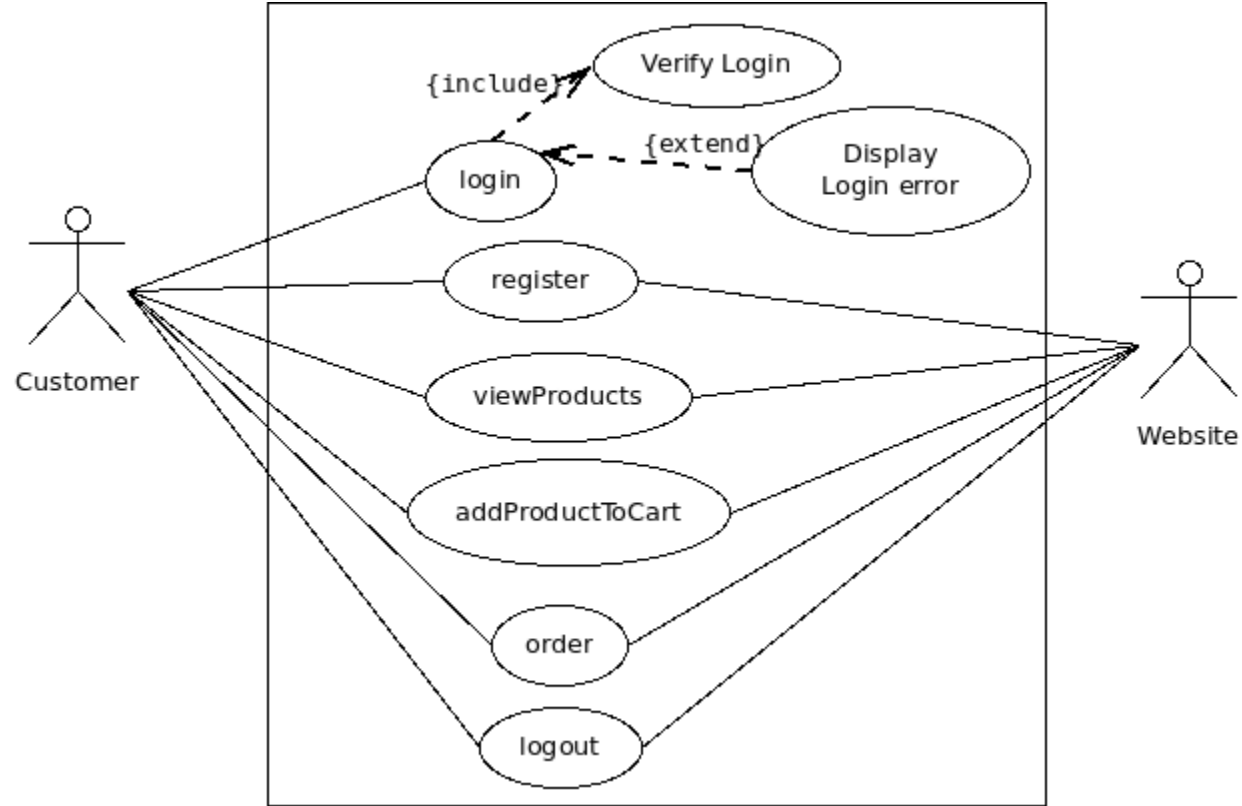 Verify Login
{include}
{extend}
Display
Login error
login
register
Customer
viewProducts
Website
addProductToCart
order
logout